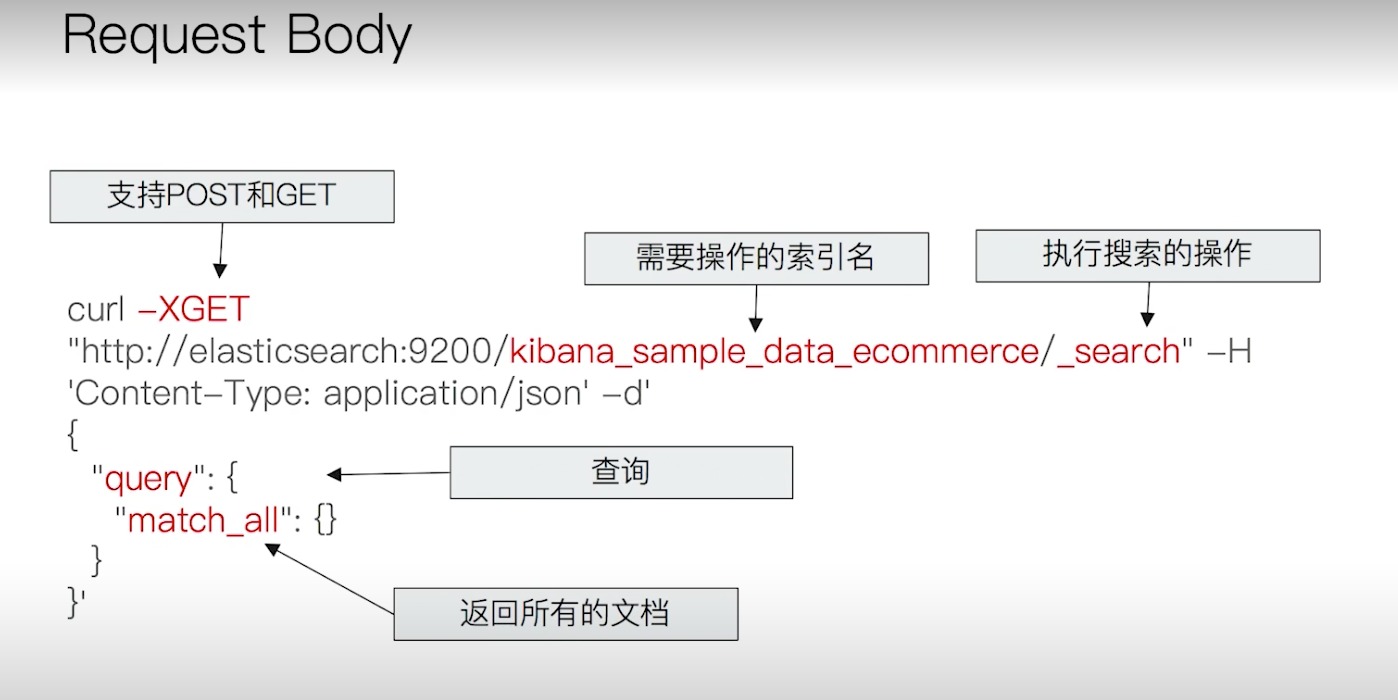 Request Body
支持POST和GET
需要操作的索引名
执行搜索的操作
curl -XGET
"http://elasticsearch:9200/kibana_sample_data_ecommerce/_search" -H
'Content-Type: application/json' -d'
{
"query": {
查询
"match_all": {}
}
}'
返回所有的文档